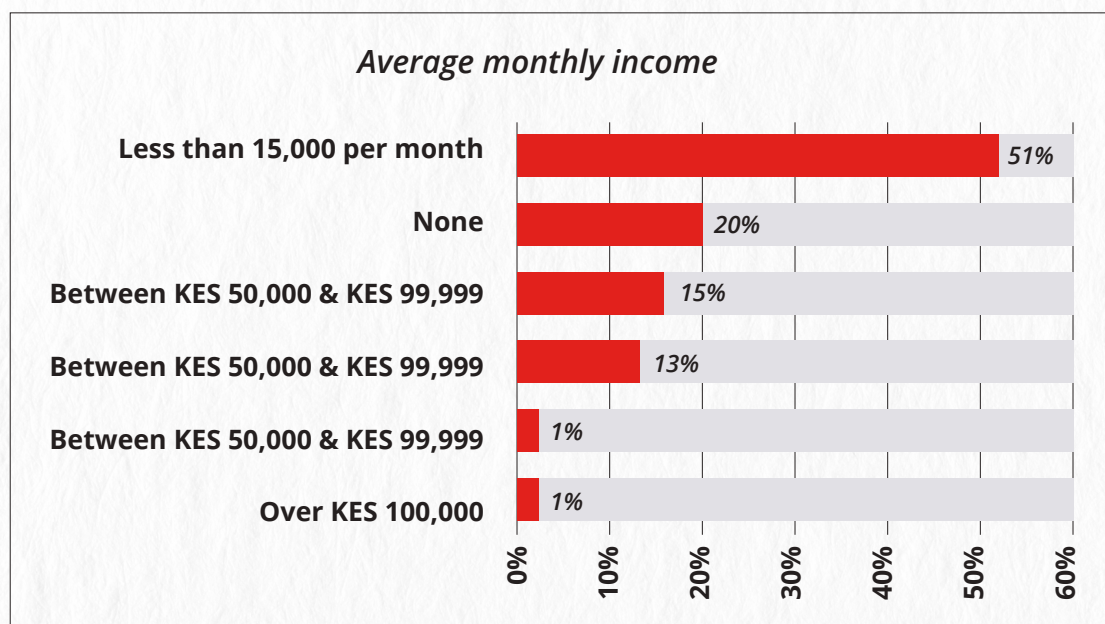 Average monthly income
Less than 15,000 per month
51%
None
20%
Between KES 50,000 & KES 99,999
15%
Between KES 50,000 & KES 99,999
13%
Between KES 50,000 & KES 99,999
1%
Over KES 100,000
1%
0%
10%
20%
30%
40%
50%
60%